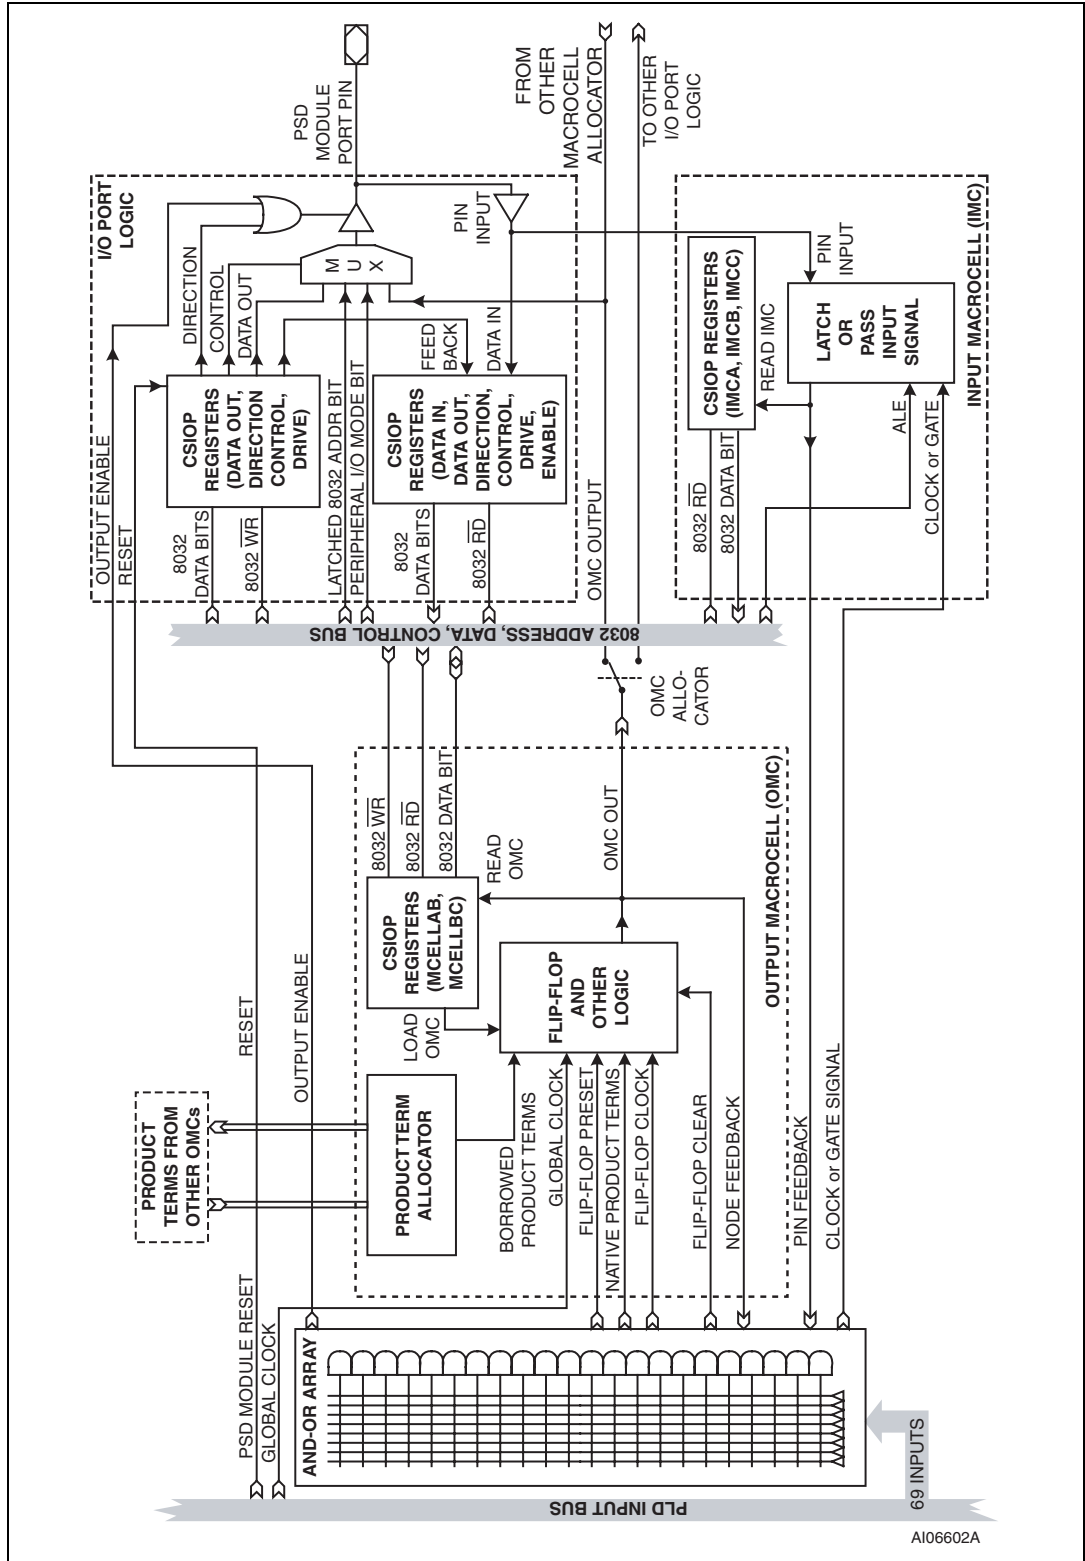 PSD
MODULE
PORT PIN
FROM
OTHER
MACROCELL
ALLOCATOR
TO OTHER
I/O PORT
LOGIC
I/O PORT
LOGIC
DIRECTION
CONTROL
DATA OUT
M
U
X
PIN
INPUT
FEED
BACK
DATA IN
OUTPUT ENABLE
RESET
CSIOP
REGISTERS
(DATA OUT,
DIRECTION
CONTROL,
DRIVE)
8032
DATA BITS
8032 WR
LATCHED 8032 ADDR BIT
PERIPHERAL I/O MODE BIT
CSIOP
REGISTERS
(DATA IN,
DATA OUT,
DIRECTION,
CONTROL,
DRIVE,
ENABLE)
8032
DATA BITS
8032 RD
OMC OUTPUT
INPUT MACROCELL (IMC)
PIN
INPUT
CSIOP REGISTERS
(IMCA, IMCB, IMCC)
READ IMC
LATCH
OR
PASS
INPUT
SIGNAL
ALE
CLOCK or GATE
8032 RD
8032 DATA BIT
8032 ADDRESS, DATA, CONTROL BUS
OMC
ALLO-
CATOR
8032 WR
8032 RD
8032 DATA BIT
OMC OUT
OUTPUT MACROCELL (OMC)
CSIOP
REGISTERS
(MCELLAB,
MCELLBC)
READ
OMC
LOAD
OMC
FLIP-FLOP
AND
OTHER
LOGIC
RESET
OUTPUT ENABLE
PRODUCT
TERMS FROM
OTHER OMCs
PRODUCT TERM
ALLOCATOR
BORROWED
PRODUCT TERMS
GLOBAL CLOCK
FLIP-FLOP PRESET
NATIVE PRODUCT TERMS
FLIP-FLOP CLOCK
FLIP-FLOP CLEAR
NODE FEEDBACK
PIN FEEDBACK
CLOCK or GATE SIGNAL
PSD MODULE RESET
GLOBAL CLOCK
AND-OR ARRAY
PLD INPUT BUS
69 INPUTS
AI06602A